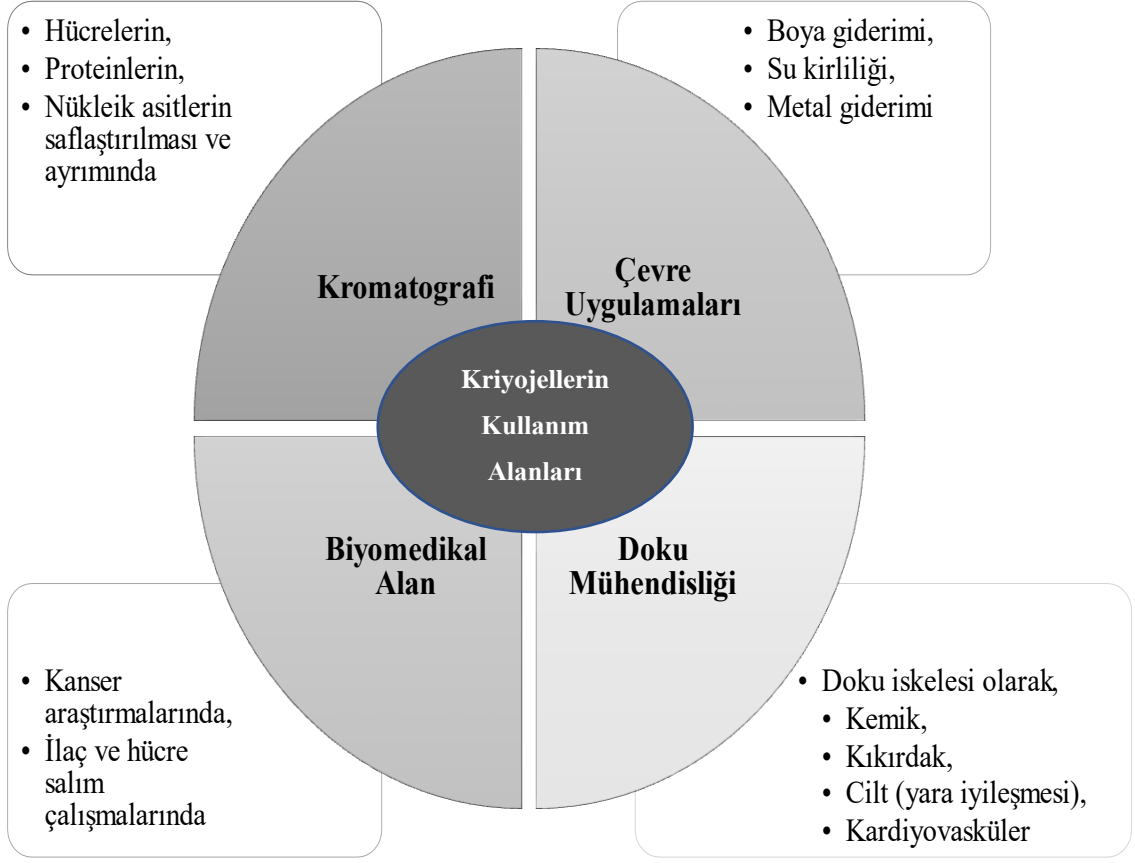 • Hücrelerin,
• Proteinlerin,
• Nükleik asitlerin
saflaştırılması ve
ayrımında
• Boya giderimi,
• Su kirliliği,
• Metal giderimi
Kromatografi
Çevre
Uygulamaları
Kriyojellerin
Kullanım
Alanları
Biyomedikal
Alan
Doku
Mühendisliği
• Kanser
araştırmalarında,
• İlaç ve hücre
salım
çalışmalarında
• Doku iskelesi olarak,
• Kemik,
• Kıkırdak,
• Cilt (yara iyileşmesi),
• Kardiyovasküler